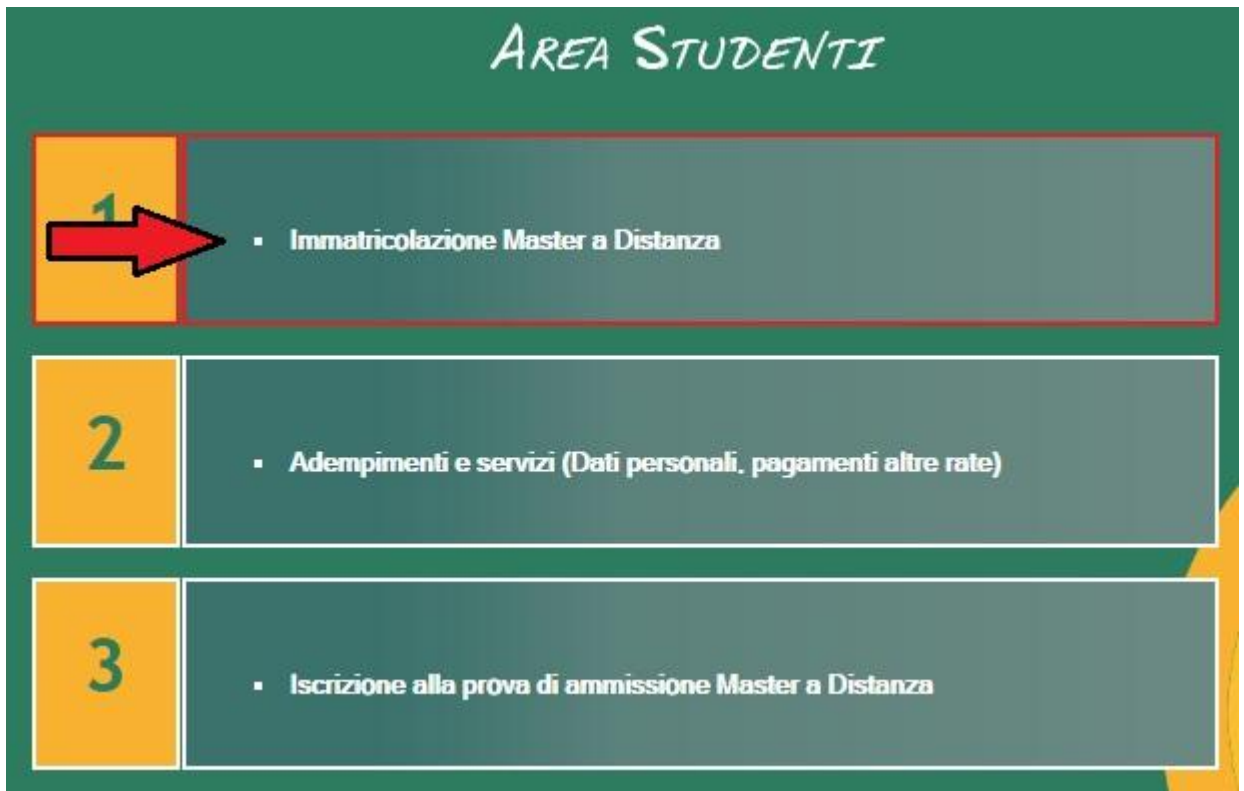 AREA STUDENTI
1
▪ Immatricolazione Master a Distanza
2
▪ Adempimenti e servizi (Dati personali, pagamenti altre rate)
3
▪ Iscrizione alla prova di ammissione Master a Distanza